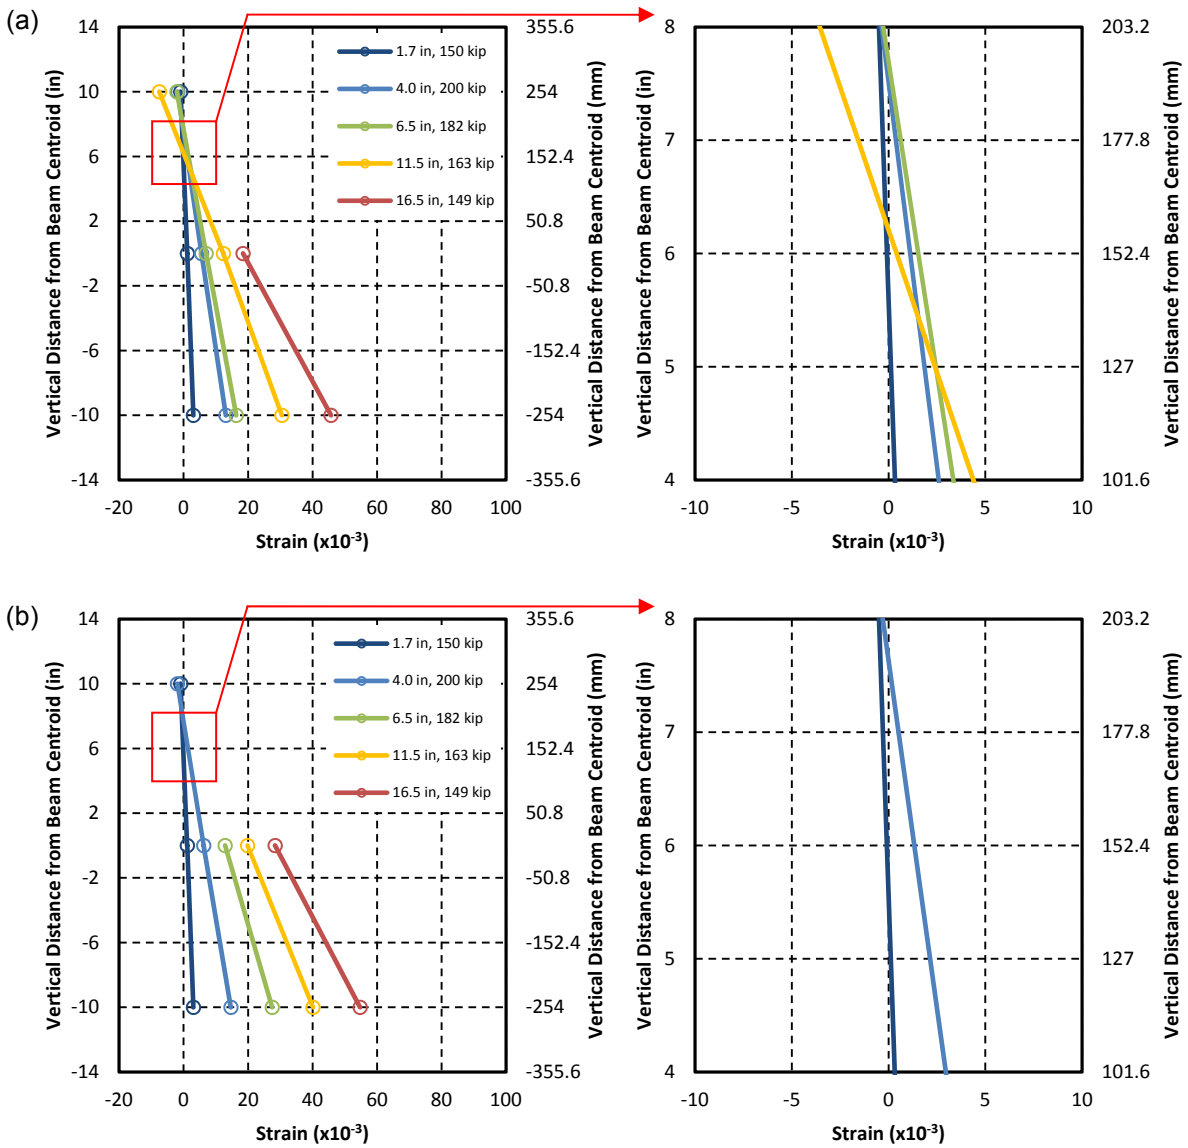 (a)
Vertical Distance from Beam Centroid (in)
14
10
6
2
-2
-6
-10
-14
-20 0 20 40 60 80 100
Strain (x10⁻³)
1.7 in, 150 kip
4.0 in, 200 kip
6.5 in, 182 kip
11.5 in, 163 kip
16.5 in, 149 kip
355.6
254
152.4
50.8
-50.8
-152.4
-254
-355.6
Vertical Distance from Beam Centroid (mm)
Vertical Distance from Beam Centroid (in)
8
7
6
5
4
-10 -5 0 5 10
Strain (x10⁻³)
203.2
177.8
152.4
127
101.6
Vertical Distance from Beam Centroid (mm)
(b)
Vertical Distance from Beam Centroid (in)
14
10
6
2
-2
-6
-10
-14
-20 0 20 40 60 80 100
Strain (x10⁻³)
1.7 in, 150 kip
4.0 in, 200 kip
6.5 in, 182 kip
11.5 in, 163 kip
16.5 in, 149 kip
355.6
254
152.4
50.8
-50.8
-152.4
-254
-355.6
Vertical Distance from Beam Centroid (mm)
Vertical Distance from Beam Centroid (in)
8
7
6
5
4
-10 -5 0 5 10
Strain (x10⁻³)
203.2
177.8
152.4
127
101.6
Vertical Distance from Beam Centroid (mm)